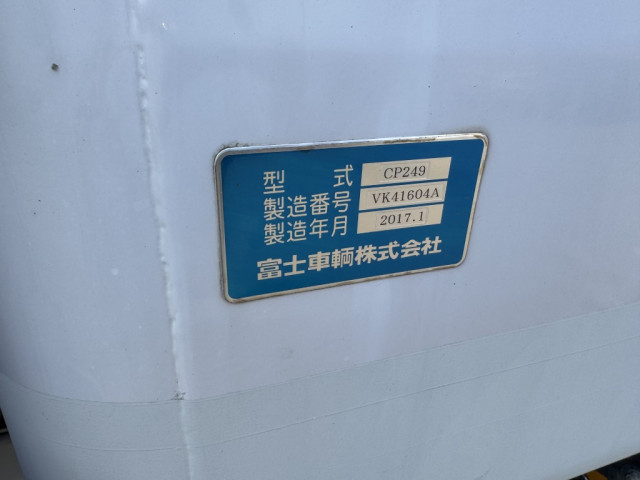 型 式 CP249
製造番号 VK41604A
製造年月 2017.1
富士車輌株式会社